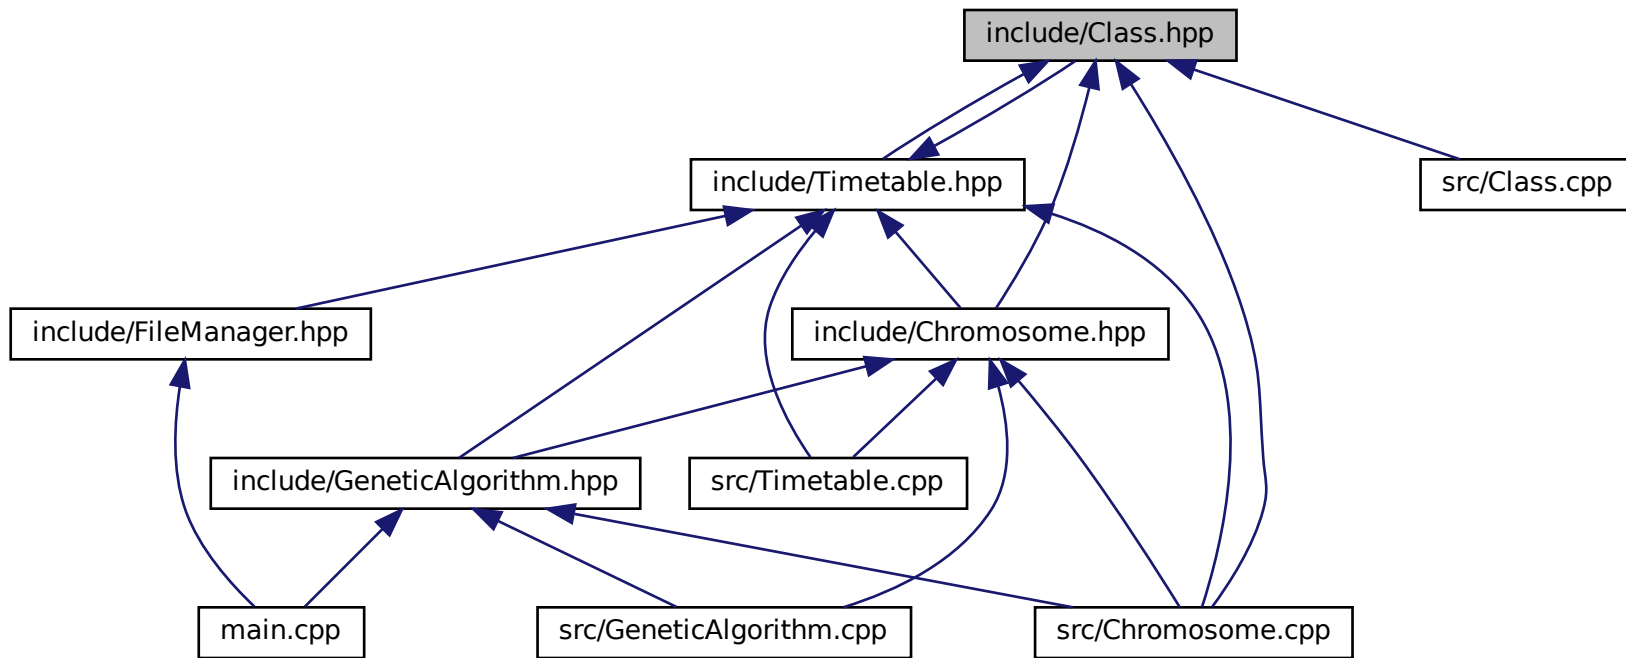 include/Class.hpp
include/Timetable.hpp
src/Class.cpp
include/FileManager.hpp
include/Chromosome.hpp
include/GeneticAlgorithm.hpp
src/Timetable.cpp
main.cpp
src/GeneticAlgorithm.cpp
src/Chromosome.cpp